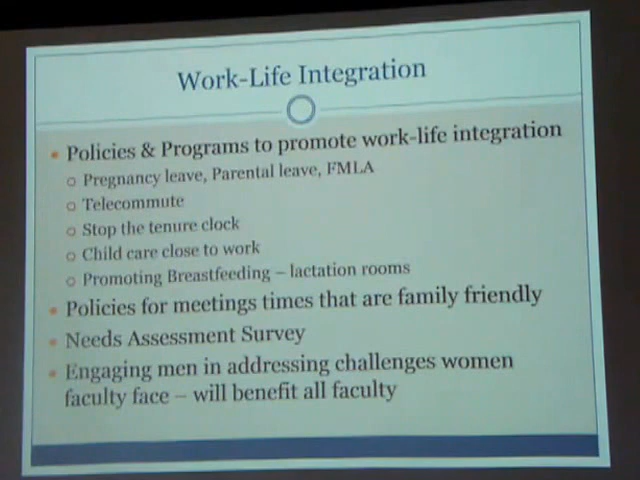 Work-Life Integration
Policies & Programs to promote work-life integration
Pregnancy leave, Parental leave, FMLA
Telecommute
Stop the tenure clock
Child care close to work
Promoting Breastfeeding – lactation rooms
Policies for meetings times that are family friendly
Needs Assessment Survey
Engaging men in addressing challenges women
faculty face – will benefit all faculty